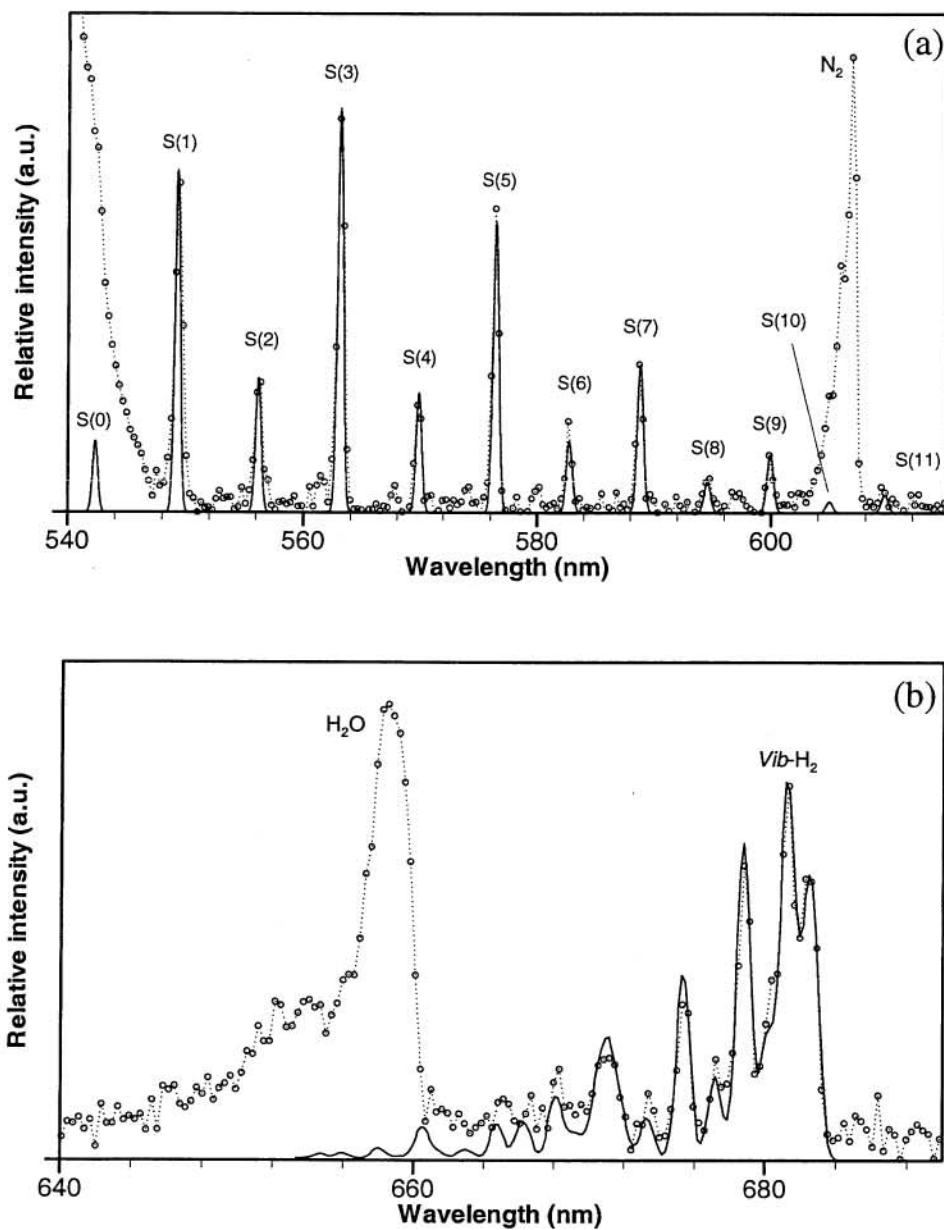 (a)
S(3)
N₂
S(1)
S(5)
S(10)
S(2)
S(4)
S(7)
S(6)
S(0)
S(8)
S(9)
S(11)
Relative intensity (a.u.)
540
560
580
600
Wavelength (nm)
(b)
H₂O
Vib-H₂
Relative intensity (a.u.)
640
660
680
Wavelength (nm)